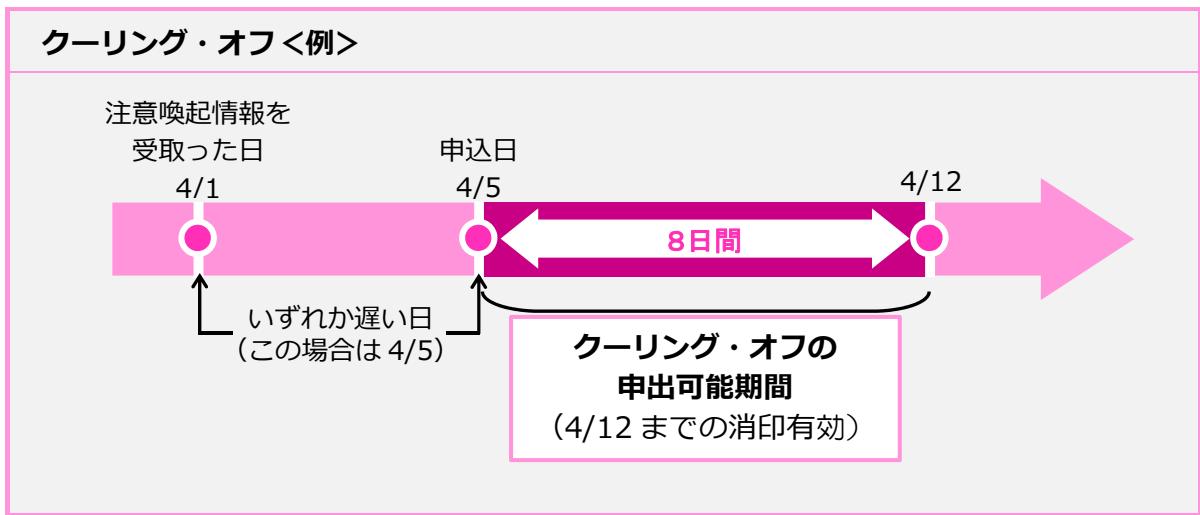 クーリング・オフ＜例＞
注意喚起情報を
受取った日
4/1
申込日
4/5
4/12
8日間
いずれか遅い日
（この場合は 4/5）
クーリング・オフの
申出可能期間
（4/12 までの消印有効）